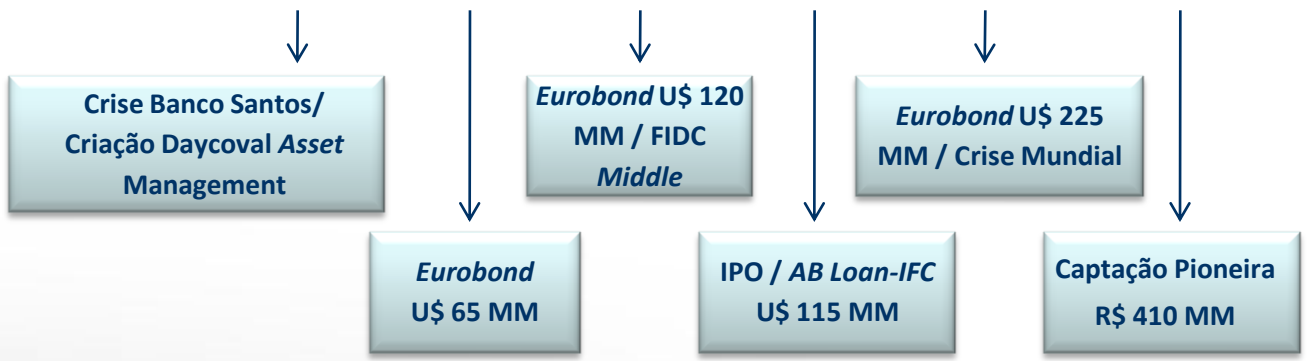 Crise Banco Santos/
Criação Daycoval Asset
Management
Eurobond
U$ 65 MM
Eurobond U$ 120
MM / FIDC
Middle
IPO / AB Loan-IFC
U$ 115 MM
Eurobond U$ 225
MM / Crise Mundial
Captação Pioneira
R$ 410 MM